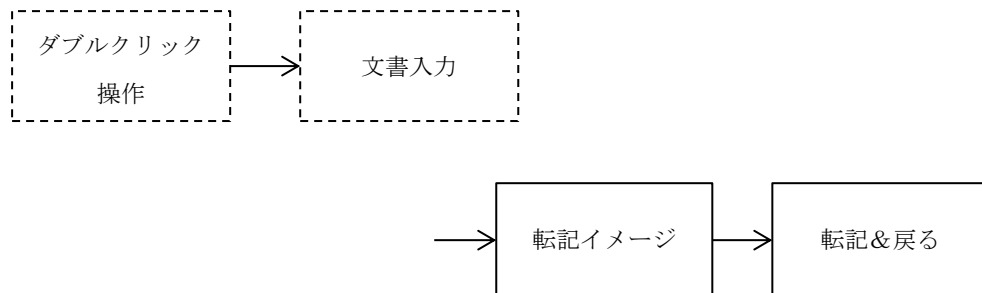 ダブルクリック
操作
文書入力
転記イメージ
転記＆戻る